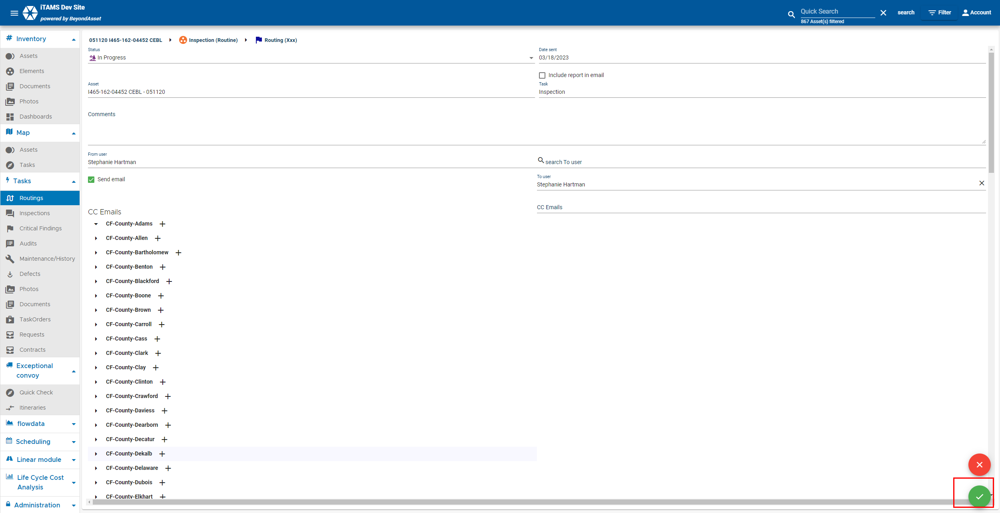 iTAMS Dev Site
powered by BeyondAsset
Quick Search
867 Asset(s) filtered
search
Filter
Account
Inventory
Assets
Elements
Documents
Photos
Dashboards
Map
Assets
Tasks
Tasks
Routings
Inspections
Critical Findings
Audits
Maintenance/History
Defects
Photos
Documents
TaskOrders
Requests
Contracts
Exceptional
convoy
Quick Check
Itineraries
flowdata
Scheduling
Linear module
Life Cycle Cost
Analysis
Administration
051120 I465-162-04452 CEBL
Inspection (Routine)
Routing (Xxx)
Status
In Progress
Date sent
03/18/2023
Include report in email
Asset
I465-162-04452 CEBL - 051120
Task
Inspection
Comments
From user
Stephanie Hartman
search To user
Send email
To user
Stephanie Hartman
CC Emails
CC Emails
CF-County-Adams
CF-County-Allen
CF-County-Bartholomew
CF-County-Benton
CF-County-Blackford
CF-County-Boone
CF-County-Brown
CF-County-Carroll
CF-County-Cass
CF-County-Clark
CF-County-Clay
CF-County-Clinton
CF-County-Crawford
CF-County-Daviess
CF-County-Dearborn
CF-County-Decatur
CF-County-Dekalb
CF-County-Delaware
CF-County-Dubois
CF-County-Elkhart